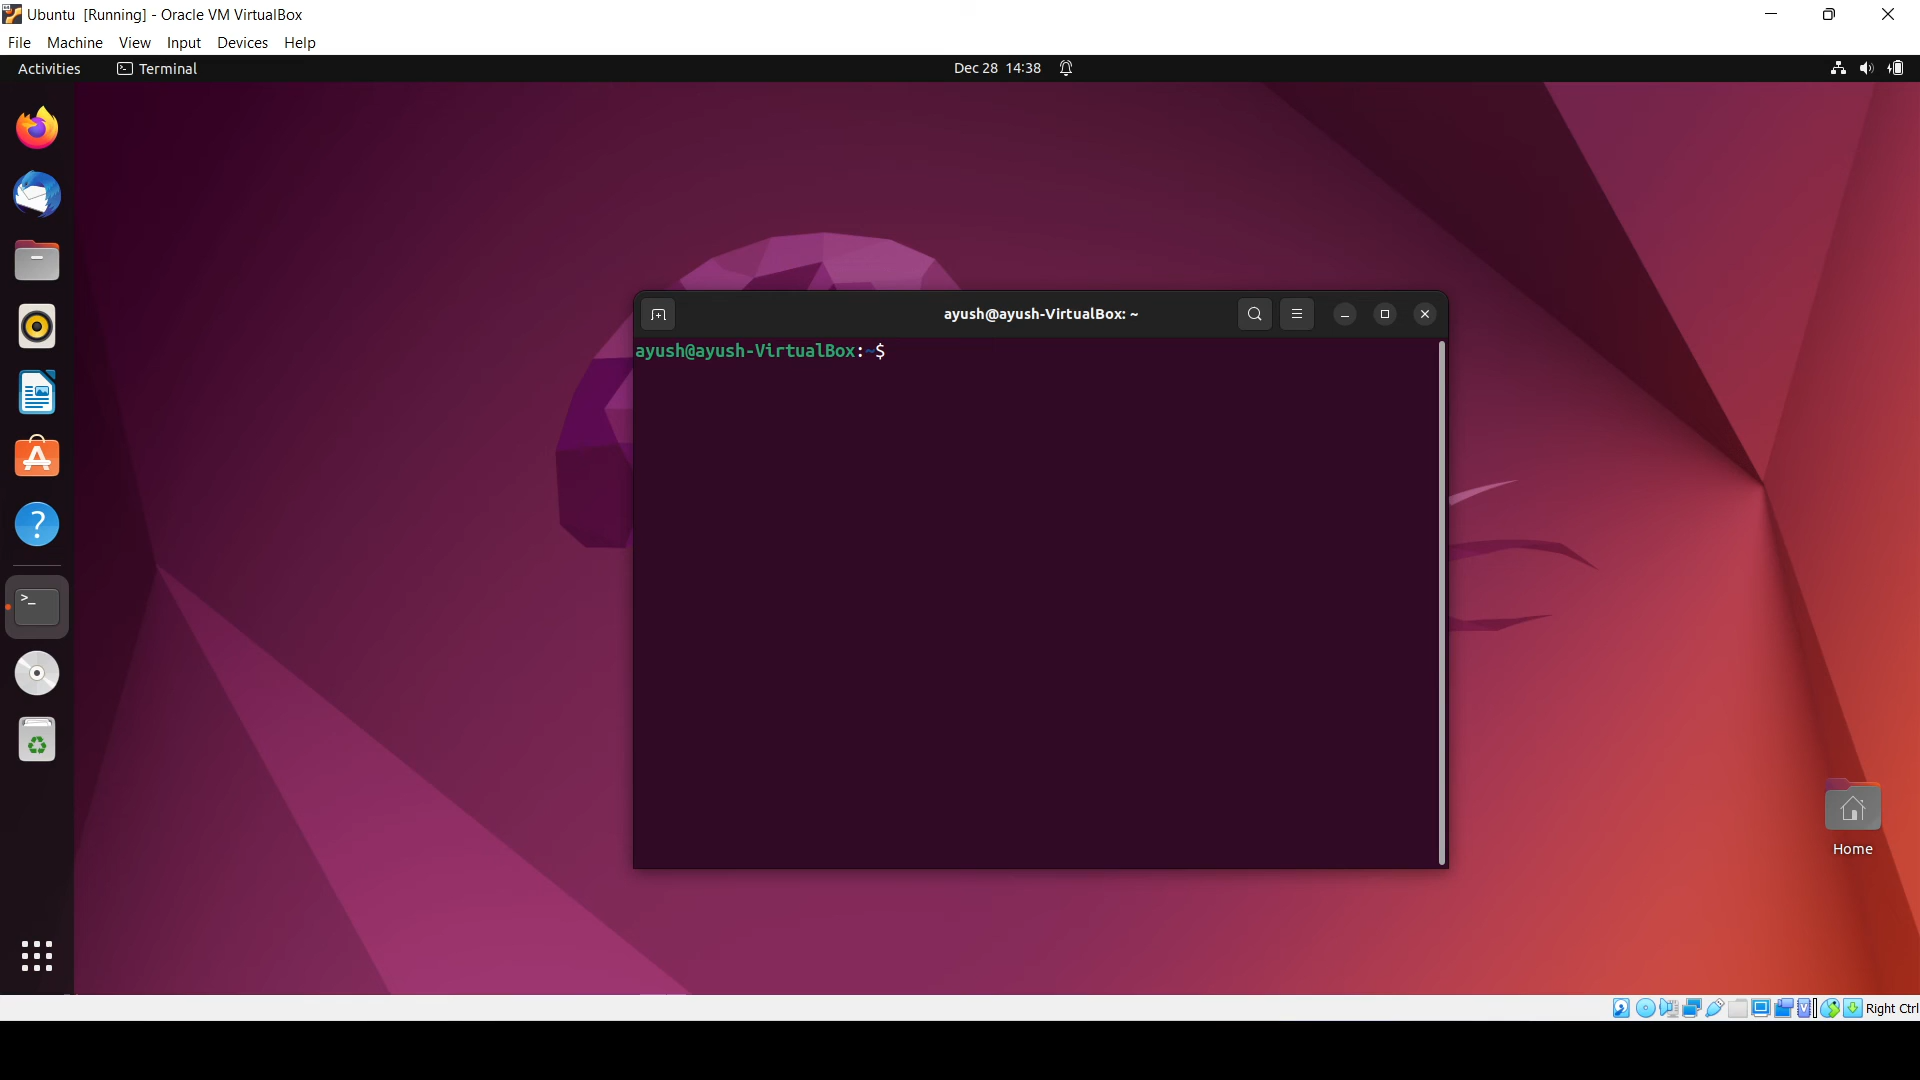 Ubuntu [Running] - Oracle VM VirtualBox
File Machine View Input Devices Help
Activities Terminal Dec 28 14:38
ayush@ayush-VirtualBox: ~
ayush@ayush-VirtualBox:~$
Home
Right Ctrl